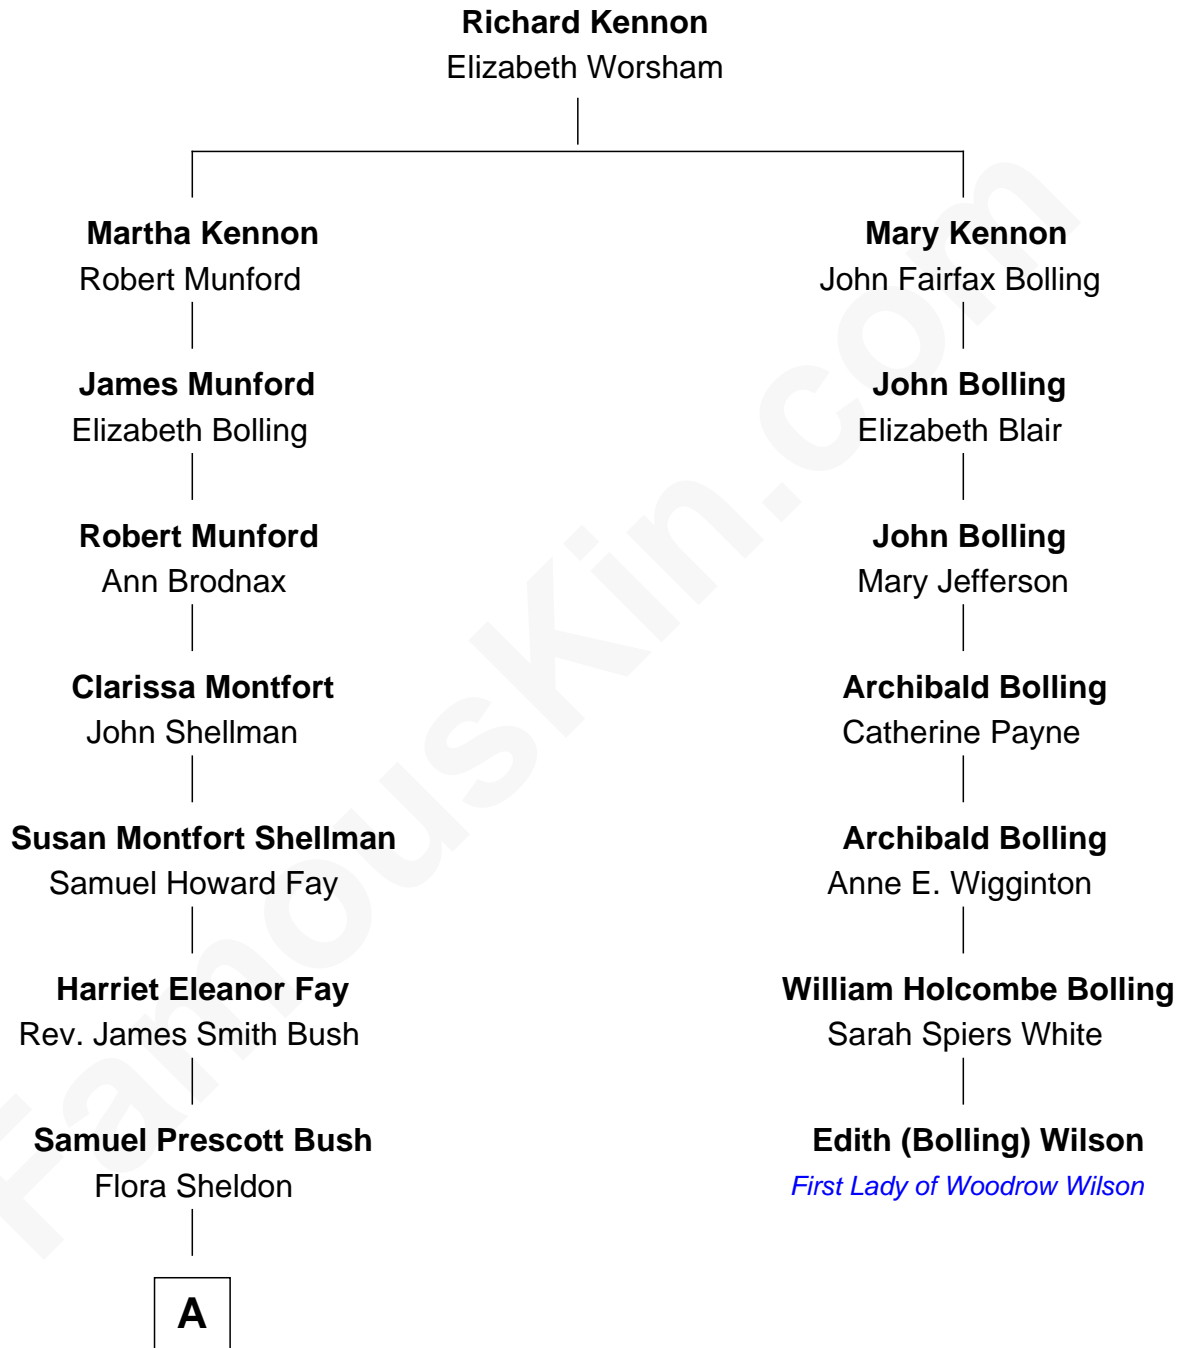 Richard Kennon
Elizabeth Worsham
Martha Kennon
Robert Munford
Mary Kennon
John Fairfax Bolling
James Munford
Elizabeth Bolling
John Bolling
Elizabeth Blair
Robert Munford
Ann Brodnax
John Bolling
Mary Jefferson
Clarissa Montfort
John Shellman
Archibald Bolling
Catherine Payne
Susan Montfort Shellman
Samuel Howard Fay
Archibald Bolling
Anne E. Wigginton
Harriet Eleanor Fay
Rev. James Smith Bush
William Holcombe Bolling
Sarah Spiers White
Samuel Prescott Bush
Flora Sheldon
Edith (Bolling) Wilson
First Lady of Woodrow Wilson
A
FamousKin.com